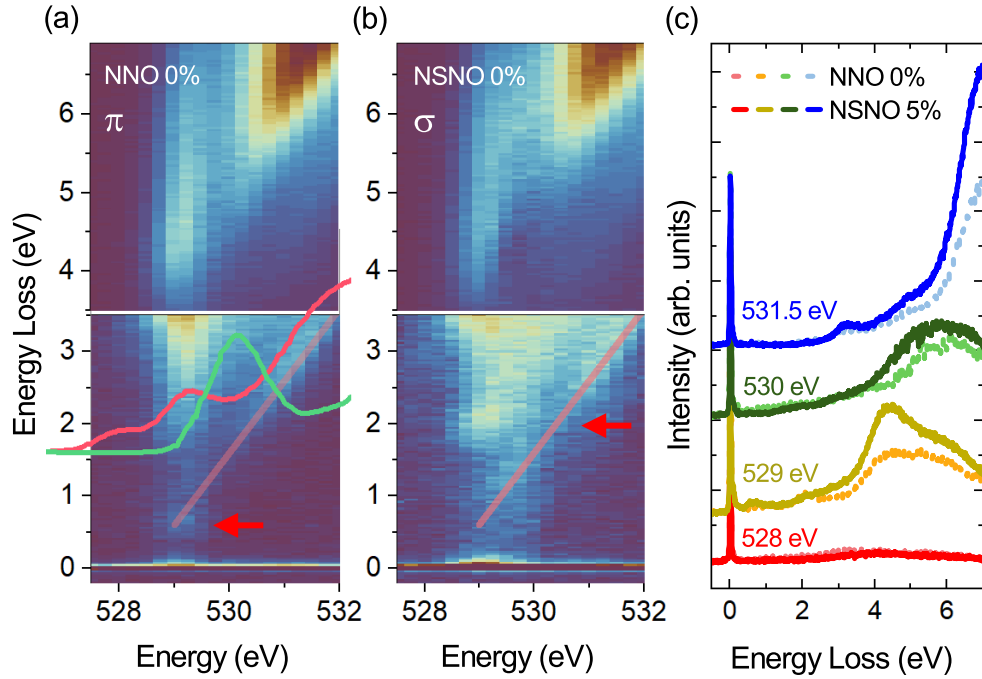 (a)
(b)
(c)
NNO 0%
π
NSNO 0%
σ
NNO 0%
NSNO 5%
531.5 eV
530 eV
529 eV
528 eV
6
5
4
3
2
1
0
6
5
4
3
2
1
0
528
530
532
528
530
532
0
2
4
6
Energy Loss (eV)
Intensity (arb. units)
Energy (eV)
Energy (eV)
Energy Loss (eV)